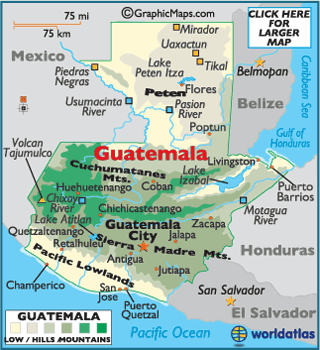 ©GraphicMaps.com
75 km
75 mi
CLICK HERE
FOR
LARGER
MAP
Mexico
Mirador
Uaxactun
Lake
Peten Itza
Tikal
Piedras
Negras
Flores
Peten
Belmopan
Caribbean Sea
Usumacinta
River
Pasion
River
Belize
Poptun
Gulf of
Honduras
Volcan
Tajumulco
Guatemala
Livingston
Cuchumatanes
Mts.
Lake
Izabal
Puerto
Barrios
Huehuetenango
Coban
Chixay
River
Lake Atitlan
Chichicastenango
Motagua
River
Quetzaltenango
Guatemala
City
Zacapa
Retalhuleu
Sierra Madre Mts.
Jalapa
Honduras
Antigua
Pacific Lowlands
Jutiapa
Champerico
San
Jose
Puerto
Quetzal
San Salvador
El Salvador
GUATEMALA
LOW / HILLS / MOUNTAINS
Pacific Ocean
worldatlas